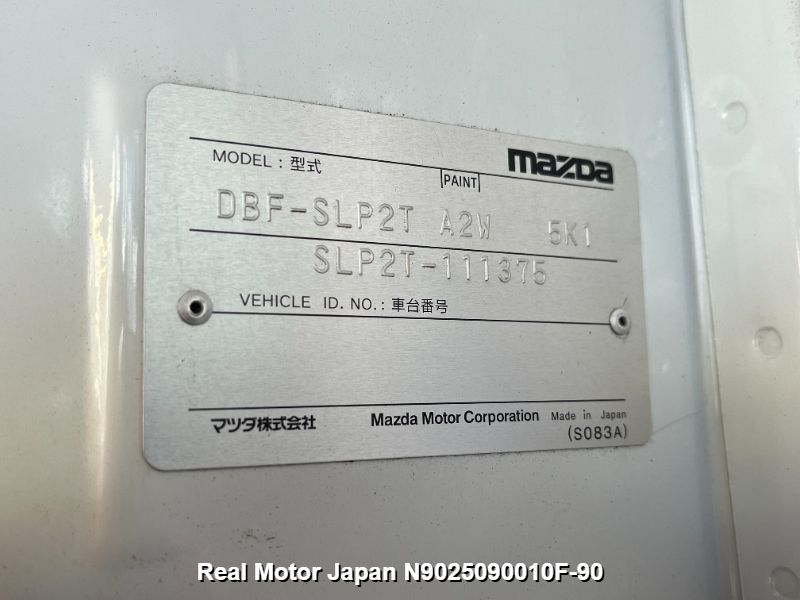 mazda
MODEL : 型式
PAINT
DBF-SLP2T A2W 5K1
SLP2T-111375
VEHICLE ID. NO. : 車台番号
マツダ株式会社 Mazda Motor Corporation Made in Japan
(S083A)
Real Motor Japan N9025090010F-90